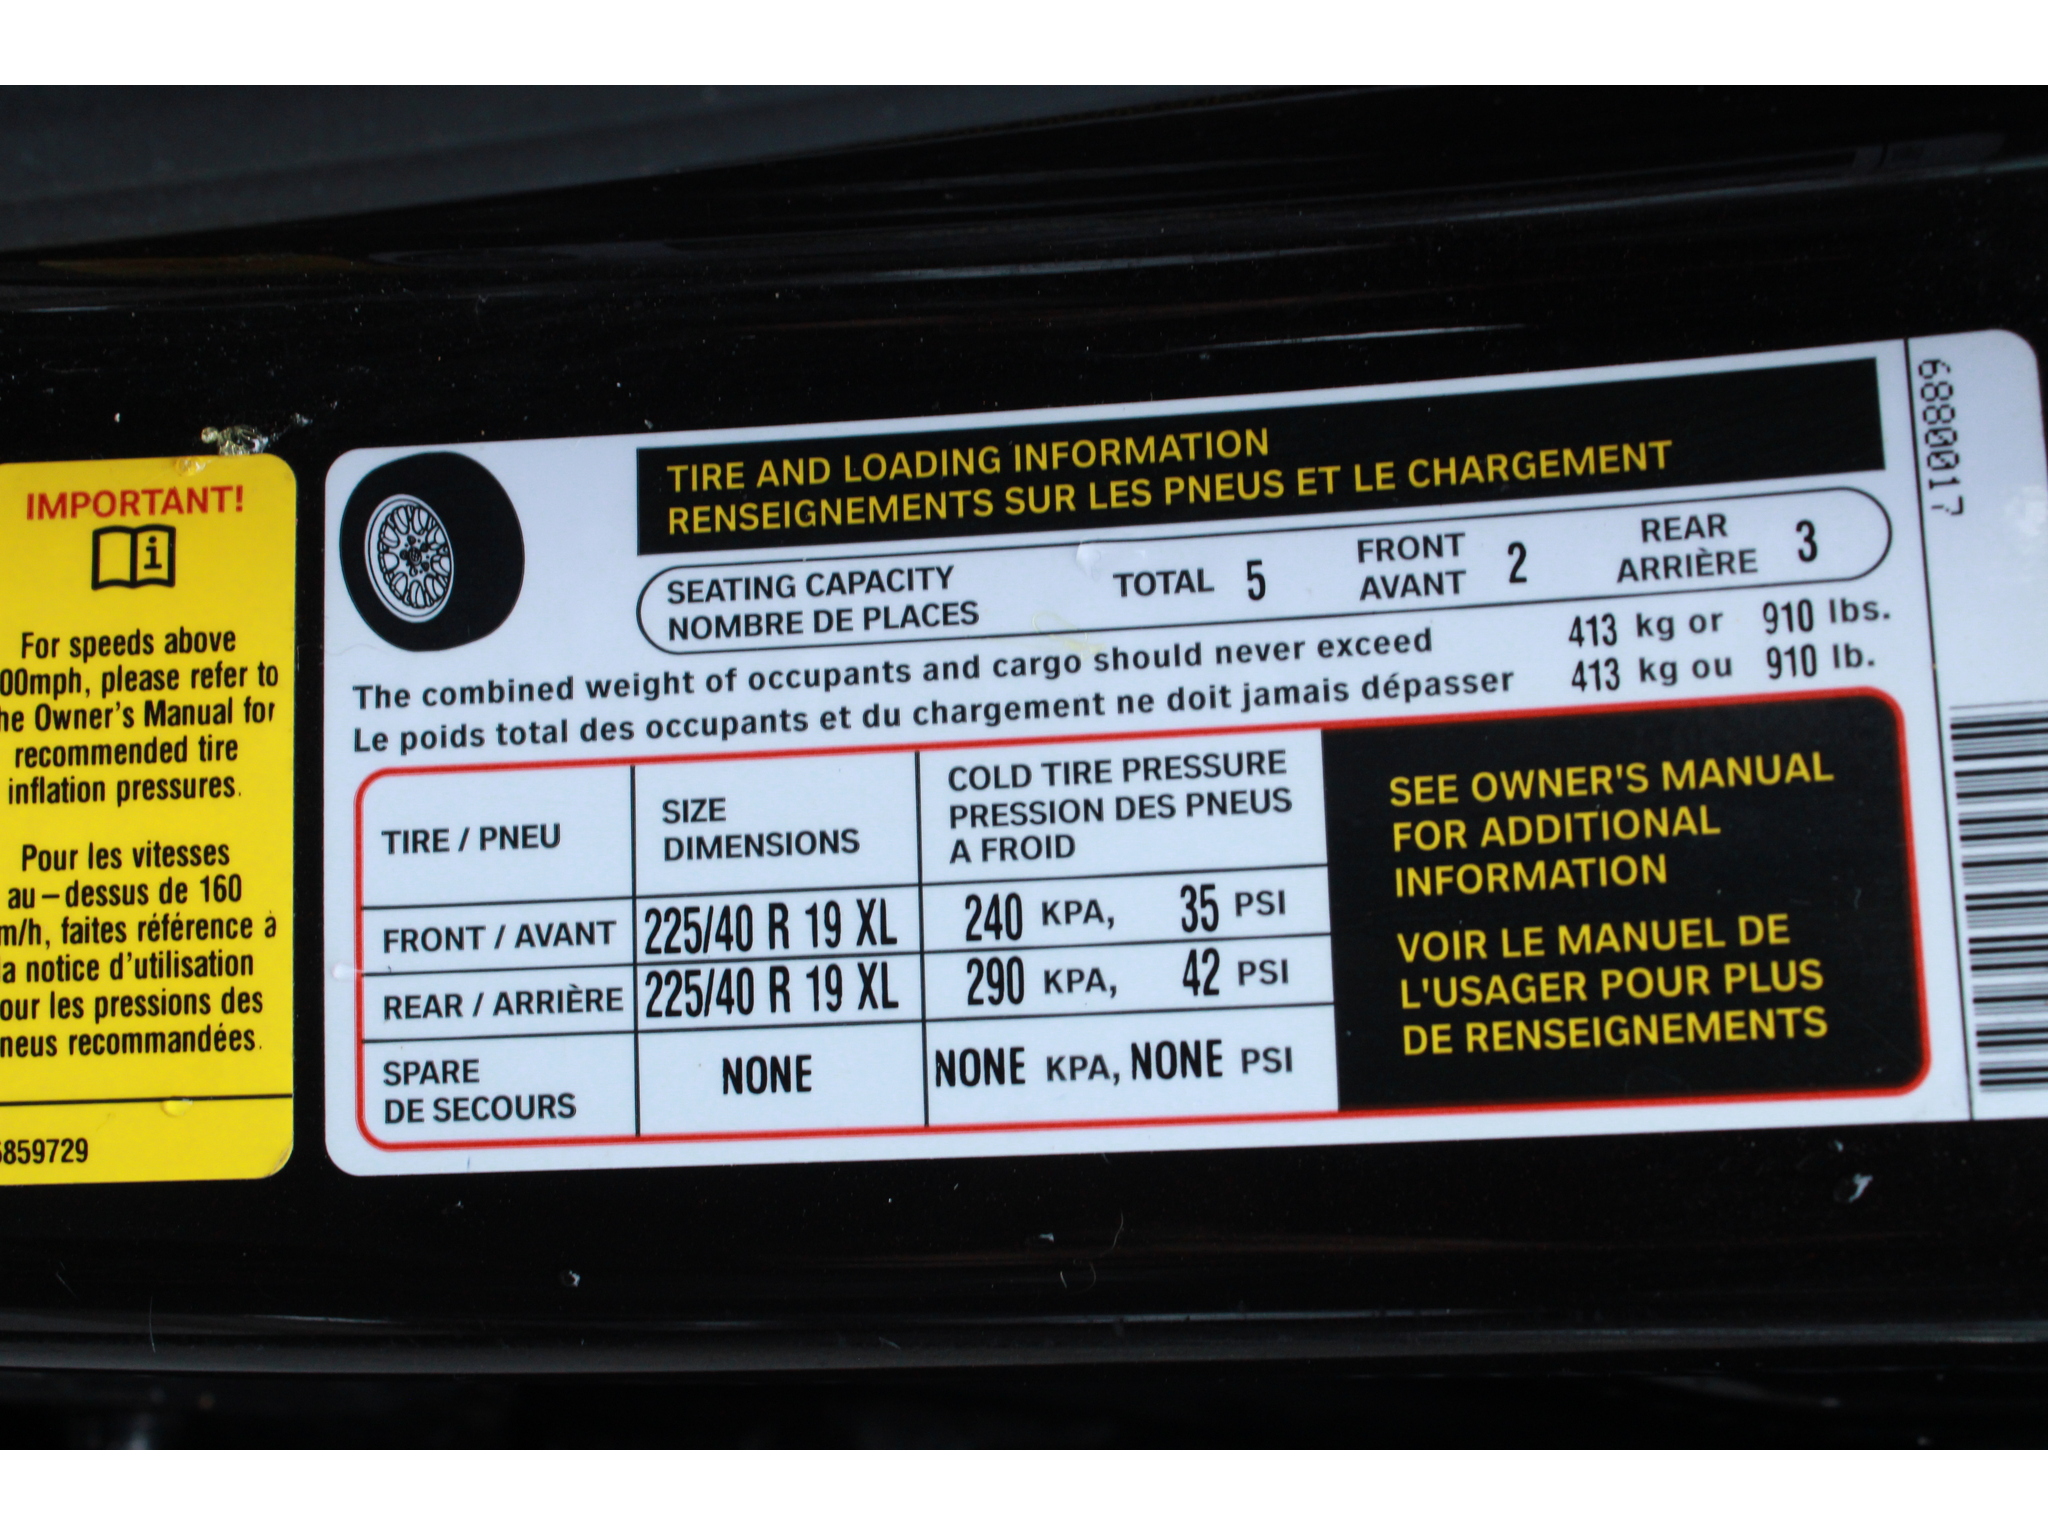 IMPORTANT!
i
For speeds above
00mph, please refer to
he Owner's Manual for
recommended tire
inflation pressures.
Pour les vitesses
au-dessus de 160
m/h, faites référence à
la notice d'utilisation
our les pressions des
neus recommandées.
5859729
TIRE AND LOADING INFORMATION
RENSEIGNEMENTS SUR LES PNEUS ET LE CHARGEMENT
SEATING CAPACITY
NOMBRE DE PLACES
TOTAL 5
FRONT
AVANT
2
REAR
ARRIÈRE
3
The combined weight of occupants and cargo should never exceed 413 kg or 910 lbs.
Le poids total des occupants et du chargement ne doit jamais dépasser 413 kg ou 910 lb.
TIRE / PNEU
SIZE
DIMENSIONS
COLD TIRE PRESSURE
PRESSION DES PNEUS
A FROID
FRONT / AVANT 225/40 R 19 XL 240 KPA, 35 PSI
REAR / ARRIÈRE 225/40 R 19 XL 290 KPA, 42 PSI
SPARE
DE SECOURS
NONE NONE KPA, NONE PSI
SEE OWNER'S MANUAL
FOR ADDITIONAL
INFORMATION
VOIR LE MANUEL DE
L'USAGER POUR PLUS
DE RENSEIGNEMENTS
6880017